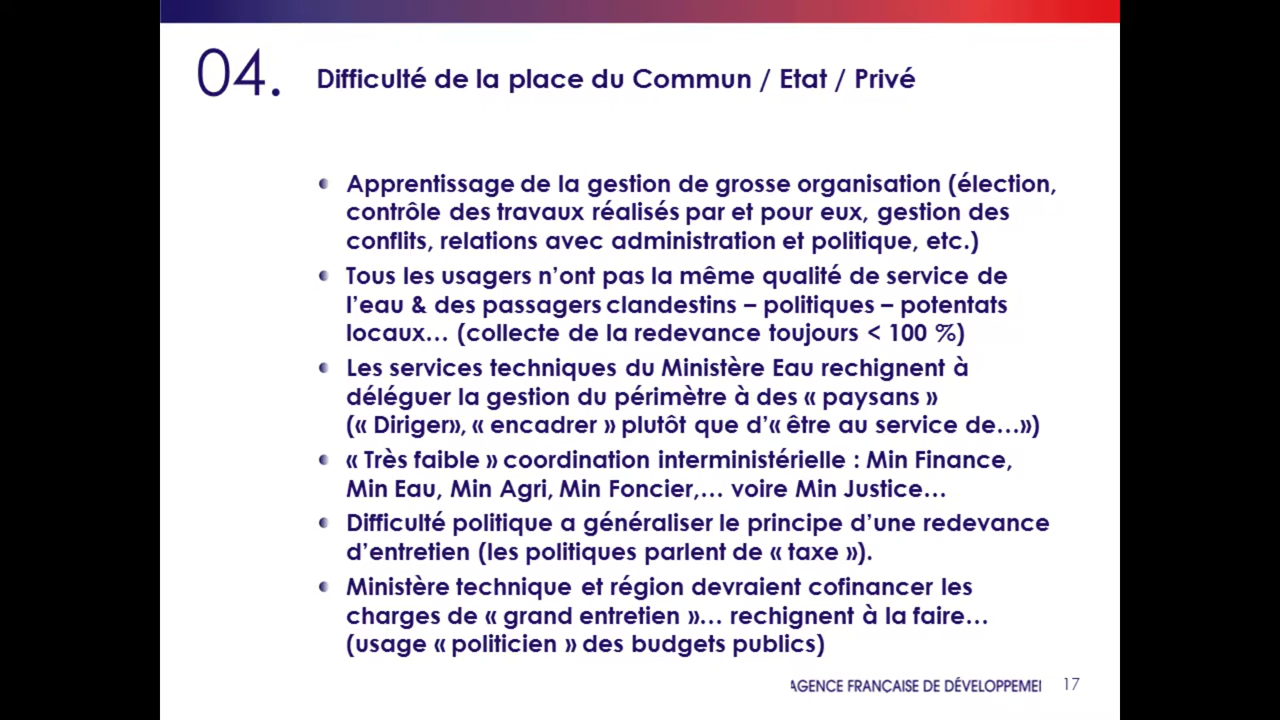 04. Difficulté de la place du Commun / Etat / Privé
Apprentissage de la gestion de grosse organisation (élection,
contrôle des travaux réalisés par et pour eux, gestion des
conflits, relations avec administration et politique, etc.)
Tous les usagers n’ont pas la même qualité de service de
l’eau & des passagers clandestins – politiques – potentats
locaux… (collecte de la redevance toujours < 100 %)
Les services techniques du Ministère Eau rechignent à
déléguer la gestion du périmètre à des « paysans »
(« Diriger», « encadrer » plutôt que d’« être au service de…»)
« Très faible » coordination interministérielle : Min Finance,
Min Eau, Min Agri, Min Foncier,… voire Min Justice…
Difficulté politique a généraliser le principe d’une redevance
d’entretien (les politiques parlent de « taxe »).
Ministère technique et région devraient cofinancer les
charges de « grand entretien »… rechignent à la faire…
(usage « politicien » des budgets publics)
AGENCE FRANÇAISE DE DÉVELOPPEMEI 17